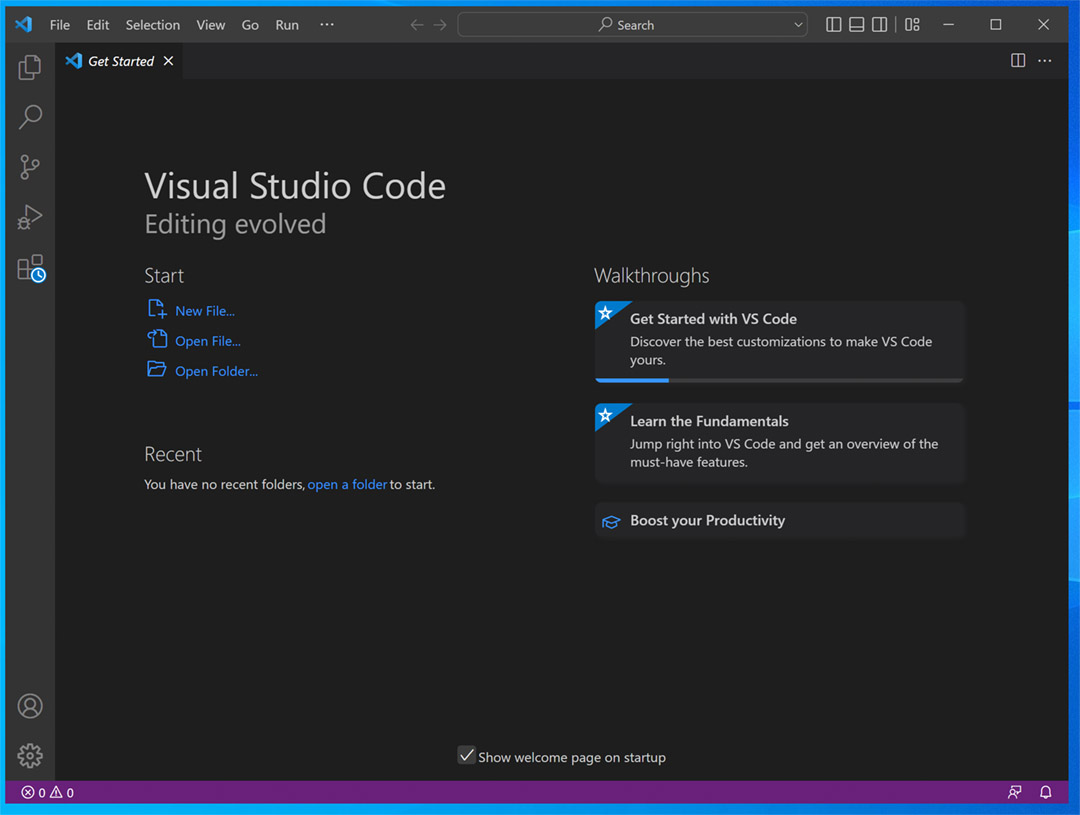 File Edit Selection View Go Run ··· Search
Get Started
Visual Studio Code
Editing evolved
Start
New File...
Open File...
Open Folder...
Recent
You have no recent folders, open a folder to start.
Walkthroughs
Get Started with VS Code
Discover the best customizations to make VS Code
yours.
Learn the Fundamentals
Jump right into VS Code and get an overview of the
must-have features.
Boost your Productivity
Show welcome page on startup
0 0